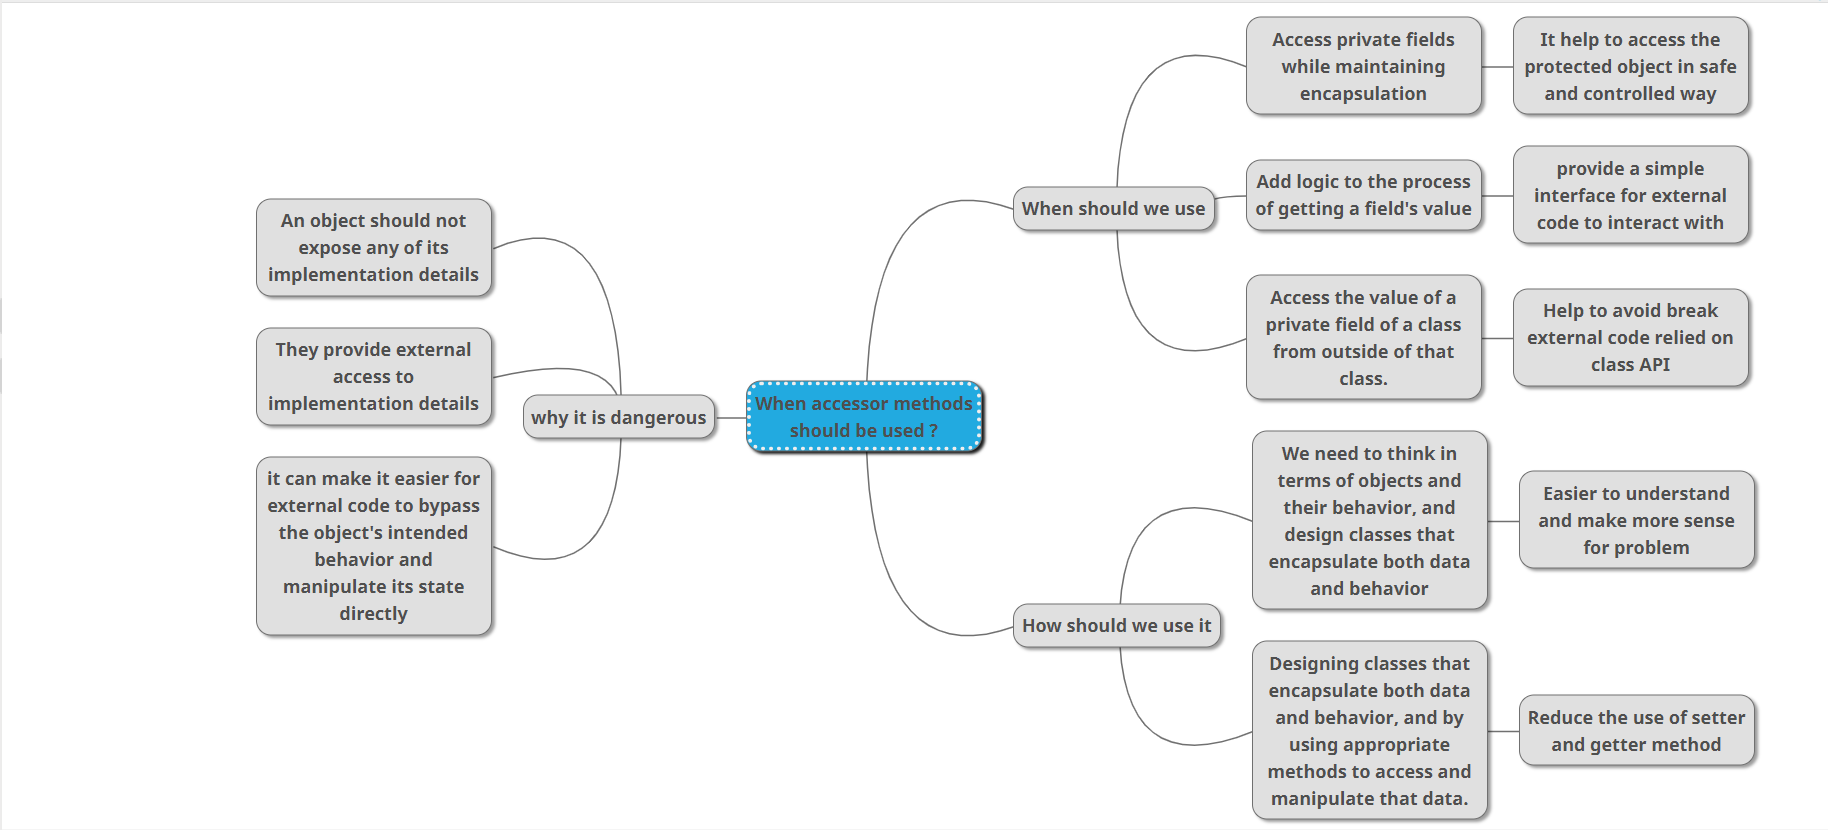 When accessor methods
should be used ?
why it is dangerous
An object should not
expose any of its
implementation details
They provide external
access to
implementation details
it can make it easier for
external code to bypass
the object's intended
behavior and
manipulate its state
directly
When should we use
Access private fields
while maintaining
encapsulation
It help to access the
protected object in safe
and controlled way
Add logic to the process
of getting a field's value
provide a simple
interface for external
code to interact with
Access the value of a
private field of a class
from outside of that
class.
Help to avoid break
external code relied on
class API
How should we use it
We need to think in
terms of objects and
their behavior, and
design classes that
encapsulate both data
and behavior
Easier to understand
and make more sense
for problem
Designing classes that
encapsulate both data
and behavior, and by
using appropriate
methods to access and
manipulate that data.
Reduce the use of setter
and getter method